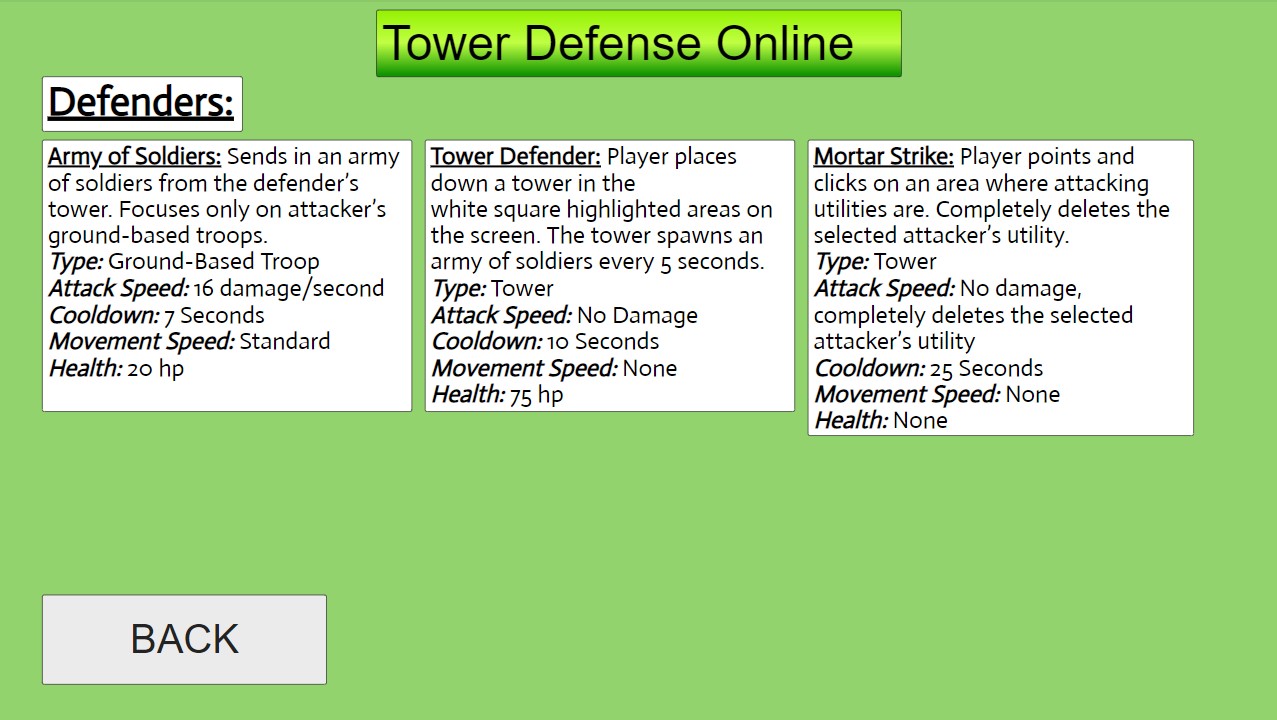 Tower Defense Online
Defenders:
Army of Soldiers: Sends in an army
of soldiers from the defender's
tower. Focuses only on attacker's
ground-based troops.
Type: Ground-Based Troop
Attack Speed: 16 damage/second
Cooldown: 7 Seconds
Movement Speed: Standard
Health: 20 hp
Tower Defender: Player places
down a tower in the
white square highlighted areas on
the screen. The tower spawns an
army of soldiers every 5 seconds.
Type: Tower
Attack Speed: No Damage
Cooldown: 10 Seconds
Movement Speed: None
Health: 75 hp
Mortar Strike: Player points and
clicks on an area where attacking
utilities are. Completely deletes the
selected attacker's utility.
Type: Tower
Attack Speed: No damage,
completely deletes the selected
attacker's utility
Cooldown: 25 Seconds
Movement Speed: None
Health: None
BACK